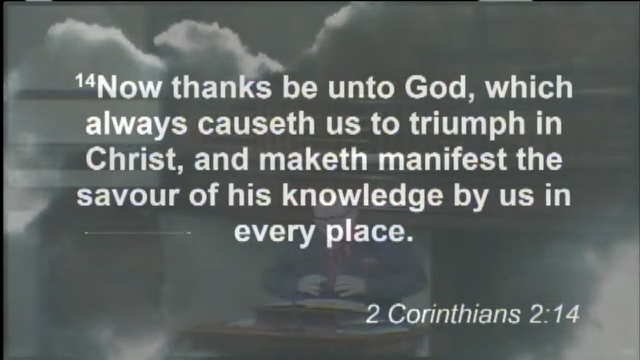 ¹⁴Now thanks be unto God, which
always causeth us to triumph in
Christ, and maketh manifest the
savour of his knowledge by us in
every place.
2 Corinthians 2:14